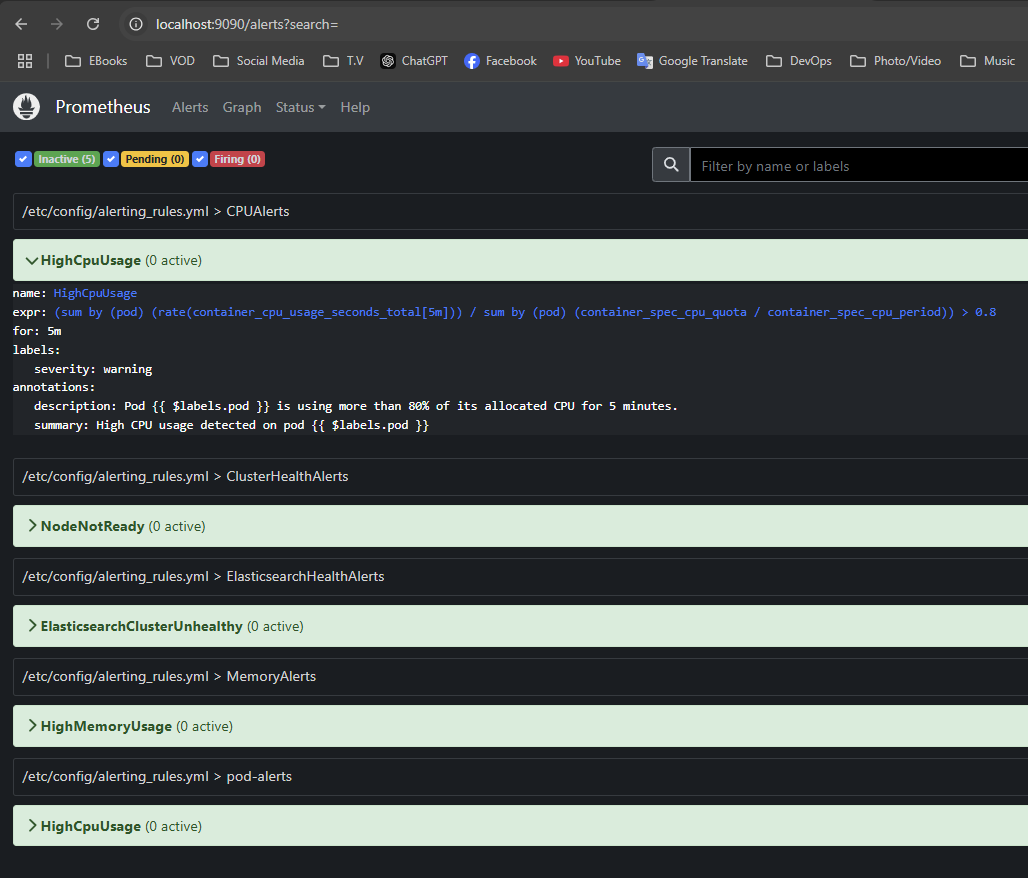 localhost:9090/alerts?search=
EBooks VOD Social Media T.V ChatGPT Facebook YouTube Google Translate DevOps Photo/Video Music
Prometheus Alerts Graph Status Help
Inactive (5) Pending (0) Firing (0)
Filter by name or labels
/etc/config/alerting_rules.yml > CPUAlerts
HighCpuUsage (0 active)
name: HighCpuUsage
expr: (sum by (pod) (rate(container_cpu_usage_seconds_total[5m])) / sum by (pod) (container_spec_cpu_quota / container_spec_cpu_period)) > 0.8
for: 5m
labels:
severity: warning
annotations:
description: Pod {{ $labels.pod }} is using more than 80% of its allocated CPU for 5 minutes.
summary: High CPU usage detected on pod {{ $labels.pod }}
/etc/config/alerting_rules.yml > ClusterHealthAlerts
NodeNotReady (0 active)
/etc/config/alerting_rules.yml > ElasticsearchHealthAlerts
ElasticsearchClusterUnhealthy (0 active)
/etc/config/alerting_rules.yml > MemoryAlerts
HighMemoryUsage (0 active)
/etc/config/alerting_rules.yml > pod-alerts
HighCpuUsage (0 active)